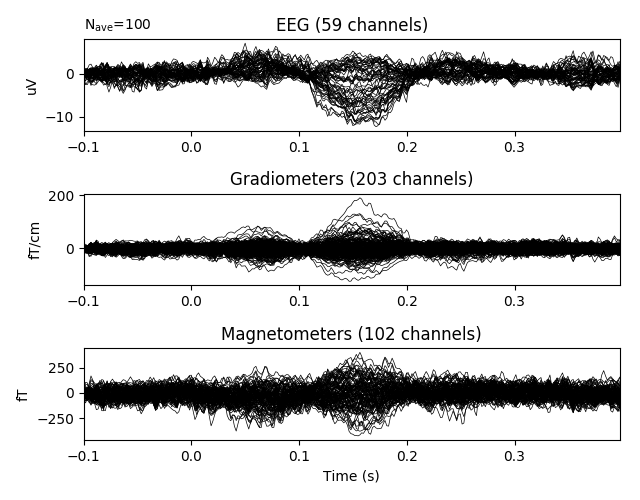 Nave=100
EEG (59 channels)
uV
0
−10
−0.1 0.0 0.1 0.2 0.3
Gradiometers (203 channels)
fT/cm
200
0
−0.1 0.0 0.1 0.2 0.3
Magnetometers (102 channels)
fT
250
0
−250
−0.1 0.0 0.1 0.2 0.3
Time (s)